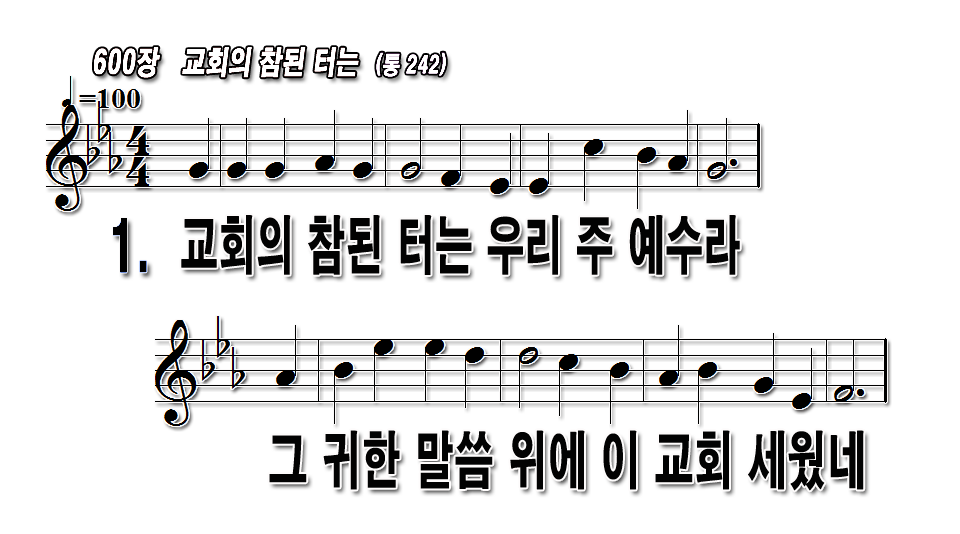 600장 교회의 참된 터는 (통 242)
♩=100
1. 교회의 참된 터는 우리 주 예수라
그 귀한 말씀 위에 이 교회 세웠네